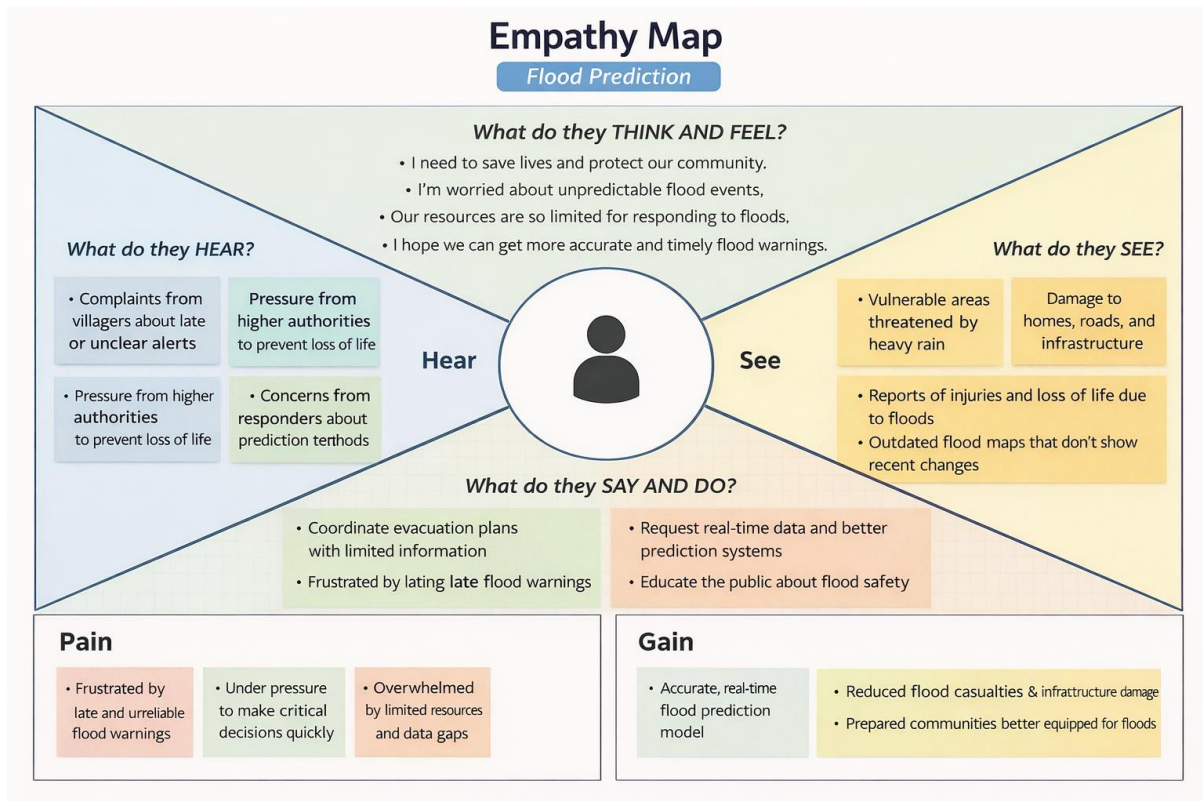 Empathy Map
Flood Prediction
What do they THINK AND FEEL?
• I need to save lives and protect our community.
• I'm worried about unpredictable flood events,
• Our resources are so limited for responding to floods,
• I hope we can get more accurate and timely flood warnings.
What do they HEAR?
• Complaints from
villagers about late
or unclear alerts
Pressure from
higher authorities
to prevent loss of life
• Pressure from higher
authorities
to prevent loss of life
• Concerns from
responders about
prediction tenthods
Hear
See
What do they SEE?
• Vulnerable areas
threatened by
heavy rain
Damage to
homes, roads, and
infrastructure
• Reports of injuries and loss of life due
to floods
• Outdated flood maps that don't show
recent changes
What do they SAY AND DO?
• Coordinate evacuation plans
with limited information
• Frustrated by lating late flood warnings
• Request real-time data and better
prediction systems
• Educate the public about flood safety
Pain
• Frustrated by
late and urreliable
flood warnings
• Under pressure
to make critical
decisions quickly
• Overwhelmed
by limited resources
and data gaps
Gain
• Accurate, real-time
flood prediction
model
• Reduced flood casualties & infrattructure damage
• Prepared communities better equipped for floods